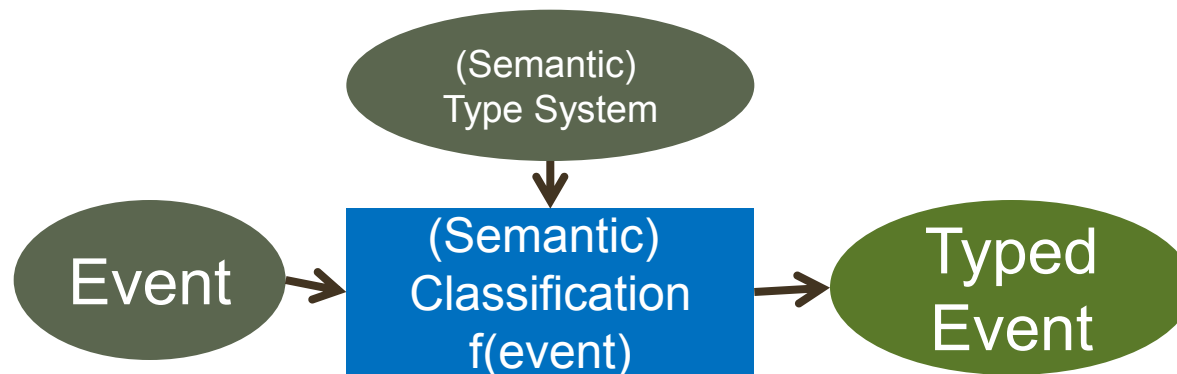 (Semantic)
Type System
Event
(Semantic)
Classification
f(event)
Typed
Event